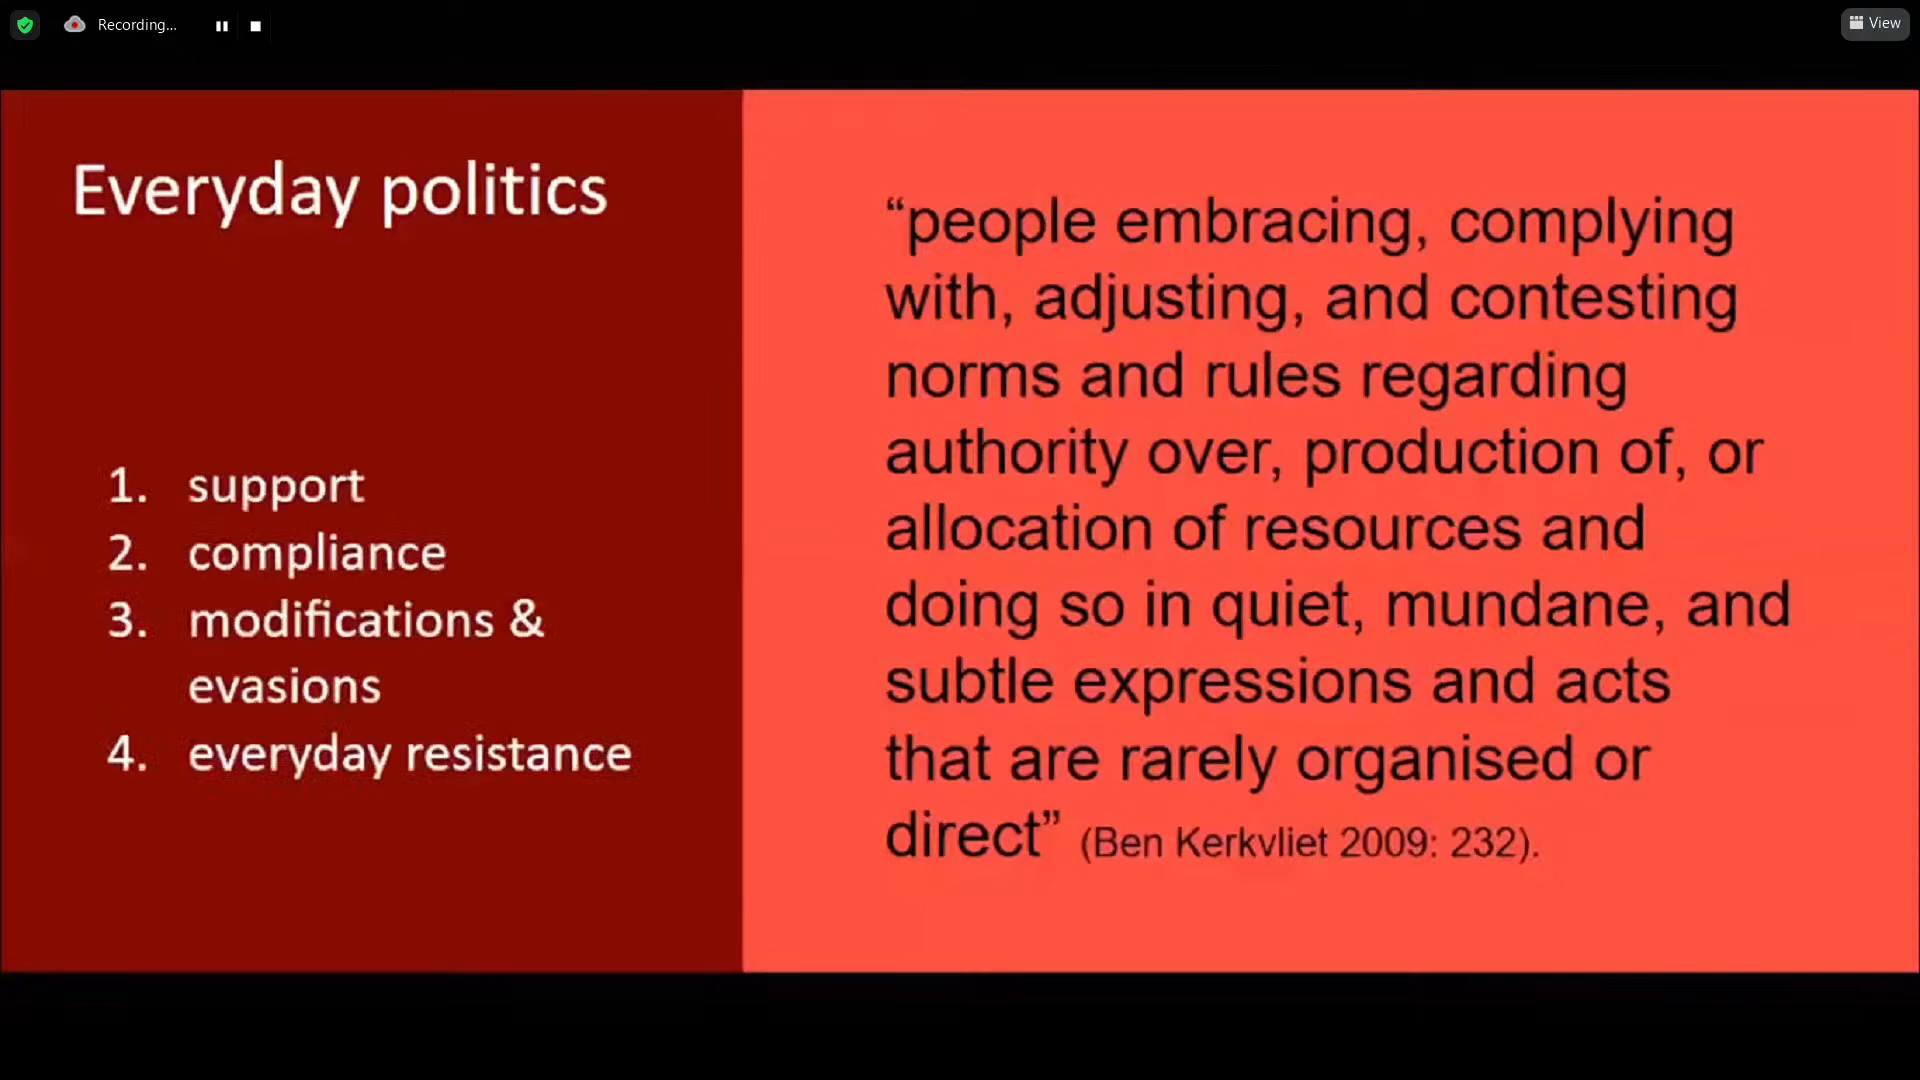 Recording...
View
Everyday politics
1. support
2. compliance
3. modifications &
evasions
4. everyday resistance
“people embracing, complying
with, adjusting, and contesting
norms and rules regarding
authority over, production of, or
allocation of resources and
doing so in quiet, mundane, and
subtle expressions and acts
that are rarely organised or
direct” (Ben Kerkvliet 2009: 232).